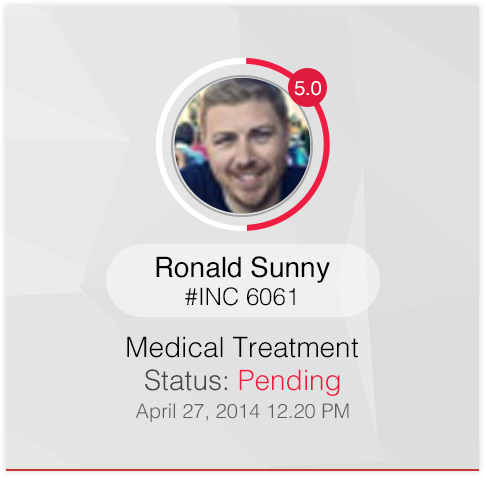 5.0
Ronald Sunny
#INC 6061
Medical Treatment
Status: Pending
April 27, 2014 12.20 PM